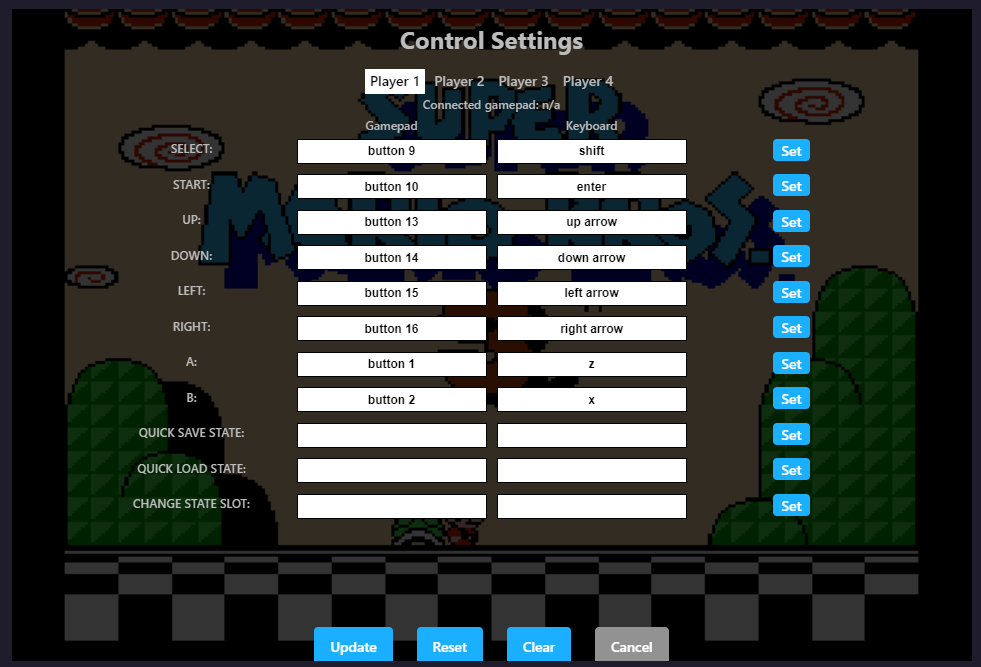 Control Settings
Player 1 Player 2 Player 3 Player 4
Connected gamepad: n/a
Gamepad Keyboard
SELECT: button 9 shift Set
START: button 10 enter Set
UP: button 13 up arrow Set
DOWN: button 14 down arrow Set
LEFT: button 15 left arrow Set
RIGHT: button 16 right arrow Set
A: button 1 z Set
B: button 2 x Set
QUICK SAVE STATE: Set
QUICK LOAD STATE: Set
CHANGE STATE SLOT: Set
Update Reset Clear Cancel
SUPER
MARIO BROS.